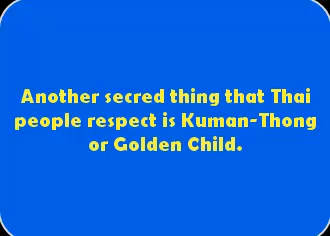 Another secred thing that Thai
people respect is Kuman-Thong
or Golden Child.